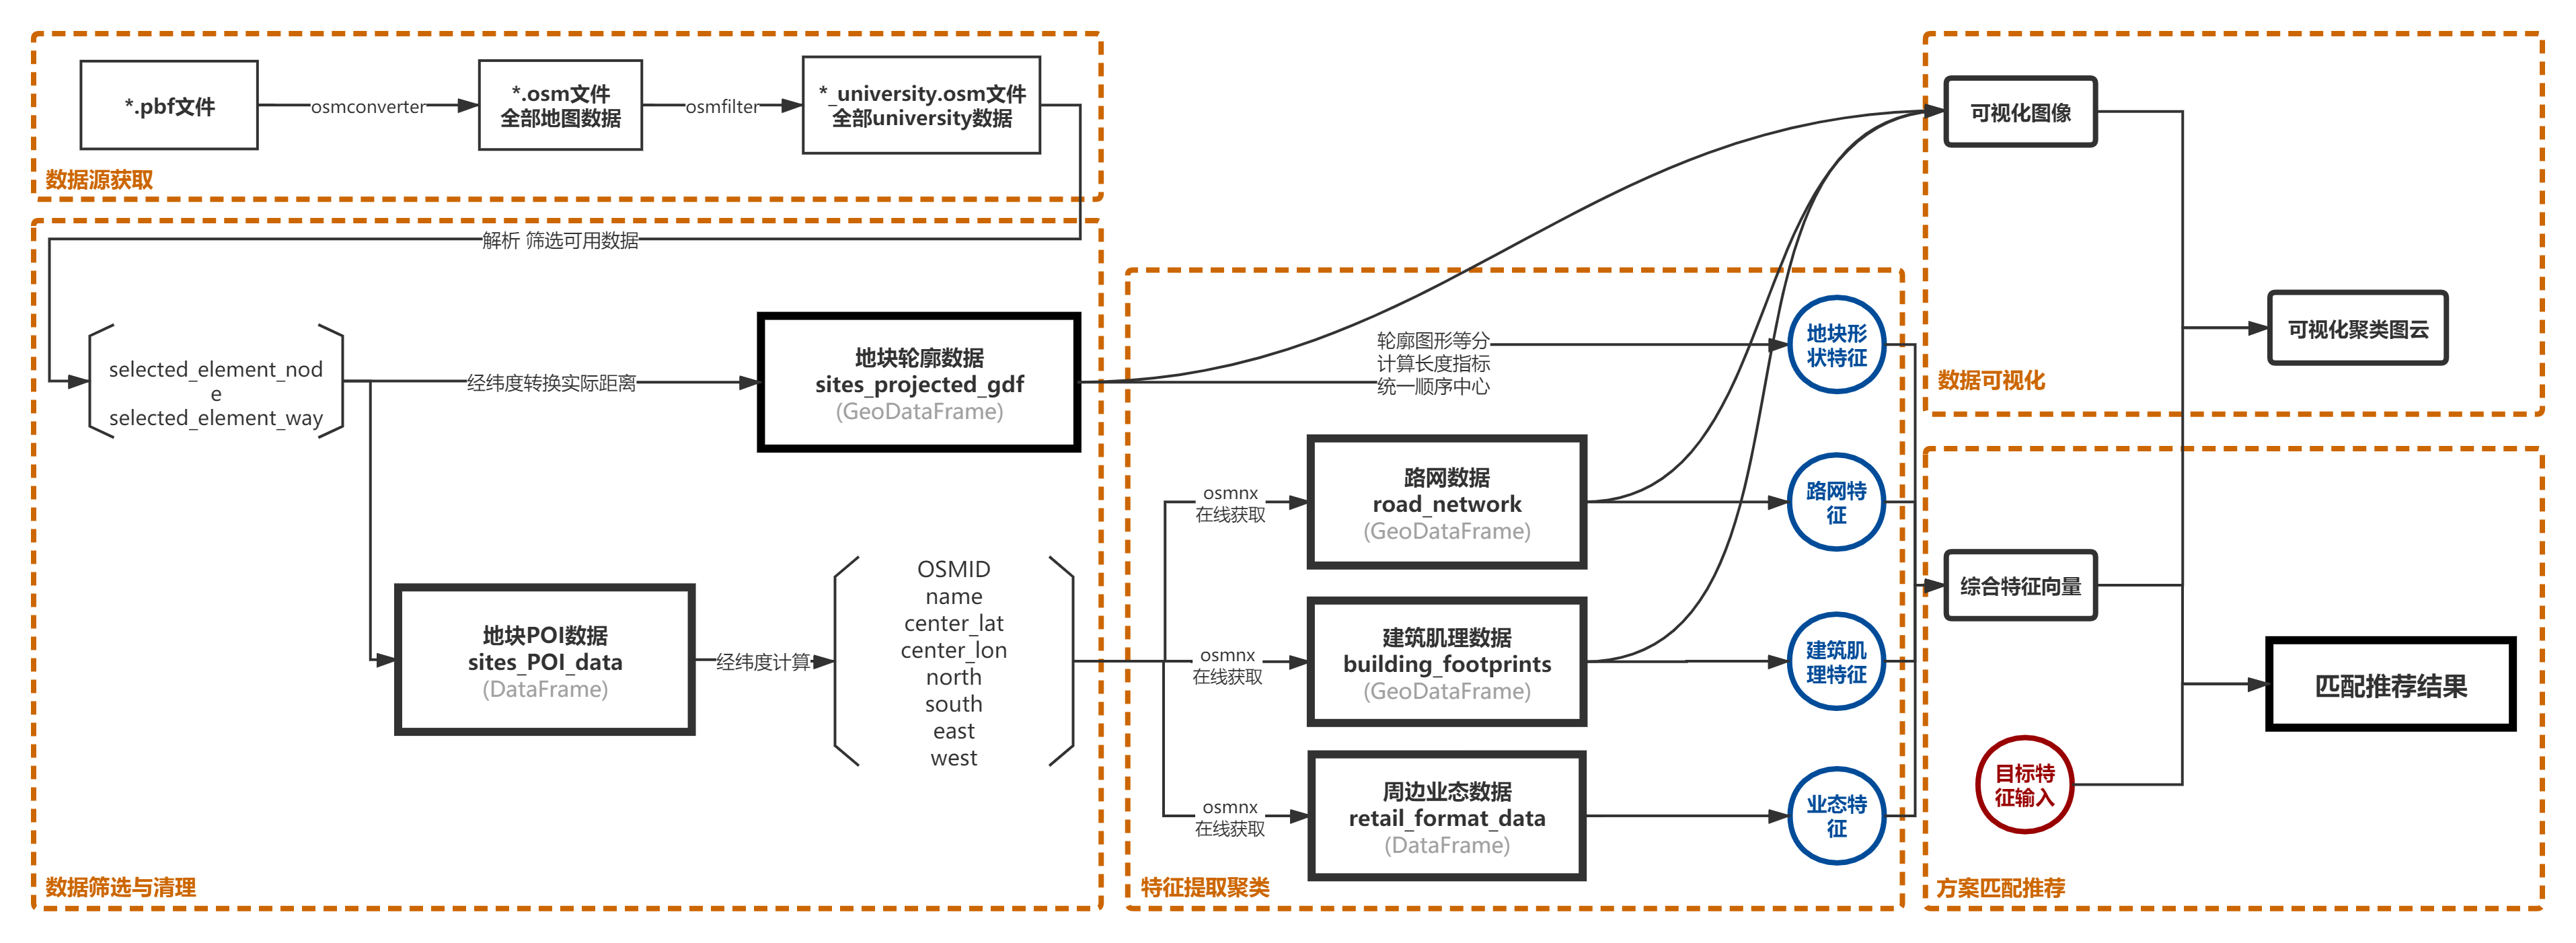 *.pbf文件
osmconverter
*.osm文件
全部地图数据
osmfilter
*_university.osm文件
全部university数据
数据源获取
解析 筛选可用数据
selected_element_nod
e
selected_element_way
经纬度转换实际距离
地块轮廓数据
sites_projected_gdf
(GeoDataFrame)
地块POI数据
sites_POI_data
(DataFrame)
经纬度计算
OSMID
name
center_lat
center_lon
north
south
east
west
数据筛选与清理
轮廓图形等分
计算长度指标
统一顺序中心
地块形
状特征
osmnx
在线获取
路网数据
road_network
(GeoDataFrame)
路网特
征
osmnx
在线获取
建筑肌理数据
building_footprints
(GeoDataFrame)
建筑肌
理特征
osmnx
在线获取
周边业态数据
retail_format_data
(DataFrame)
业态特
征
特征提取聚类
可视化图像
可视化聚类图云
数据可视化
综合特征向量
匹配推荐结果
目标特
征输入
方案匹配推荐